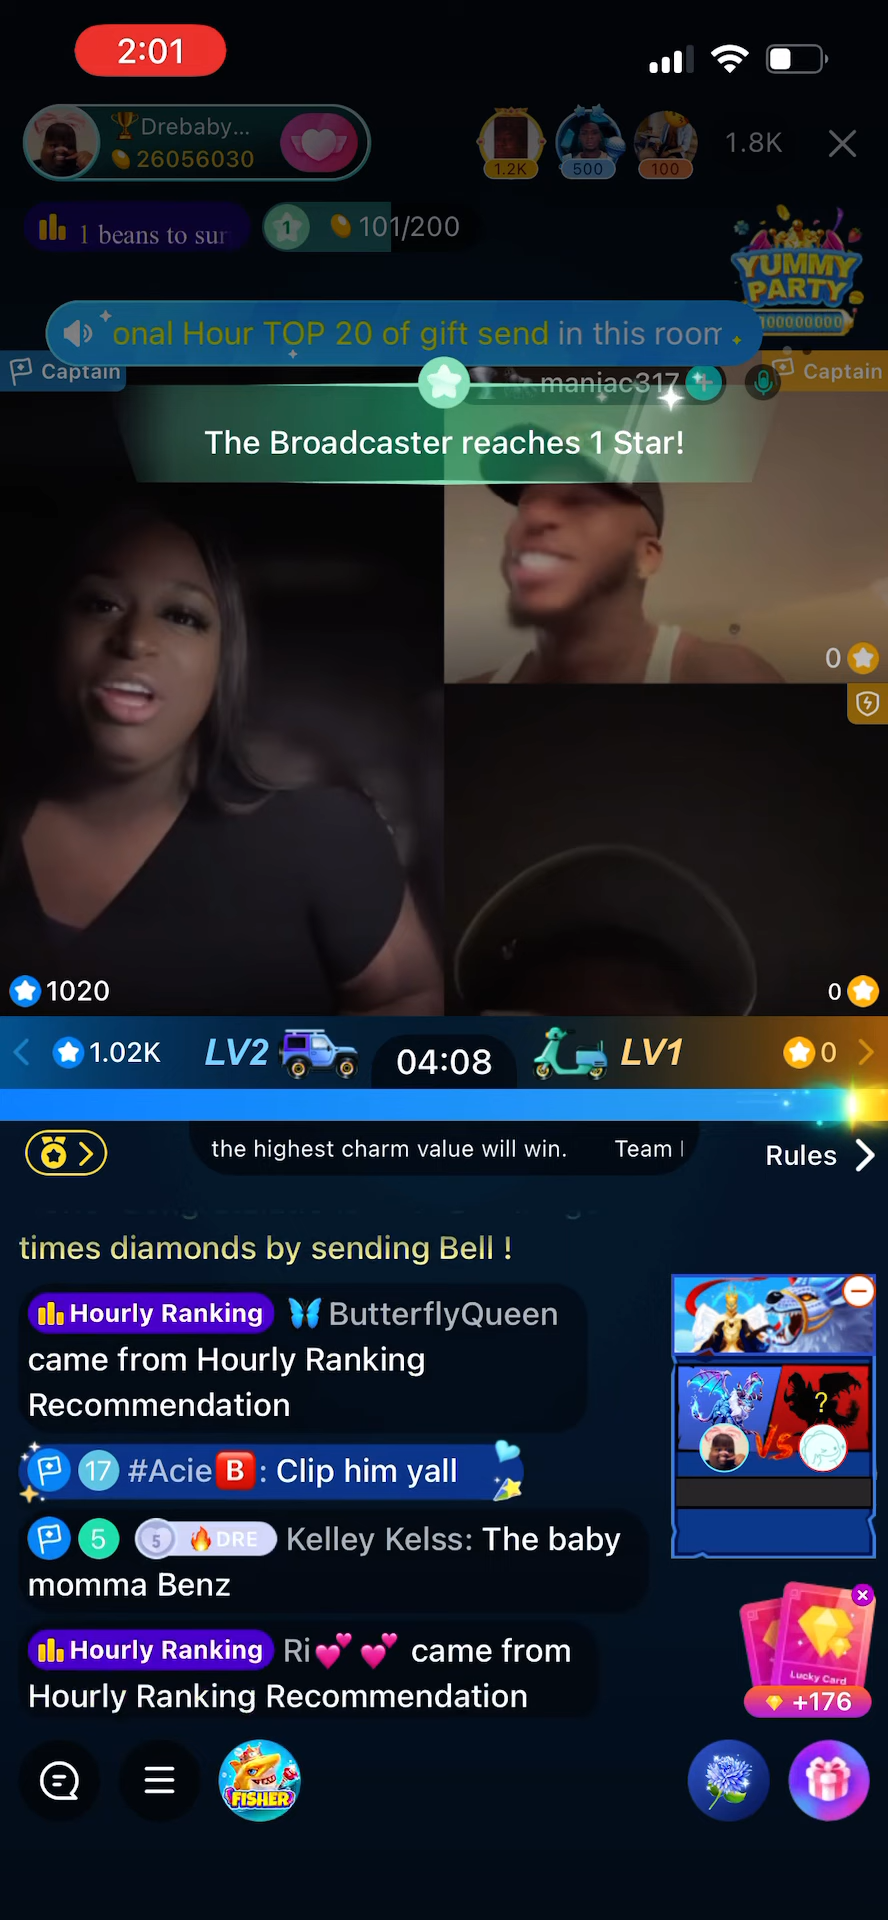 2:01
Drebaby...
26056030
1.2K
500
100
1.8K
1 beans to sur
1
101/200
YUMMY
PARTY
100000000
onal Hour TOP 20 of gift send in this room
Captain
maniac317
Captain
The Broadcaster reaches 1 Star!
0
1020
0
1.02K
LV2
04:08
LV1
0
the highest charm value will win.
Team
Rules
times diamonds by sending Bell !
Hourly Ranking 🦋 ButterflyQueen
came from Hourly Ranking
Recommendation
17 #Acie🅱️: Clip him yall
5 5 🔥DRE Kelley Kelss: The baby
momma Benz
Hourly Ranking Ri💕 💕 came from
Hourly Ranking Recommendation
?
VS
Lucky Card
+176
FISHER